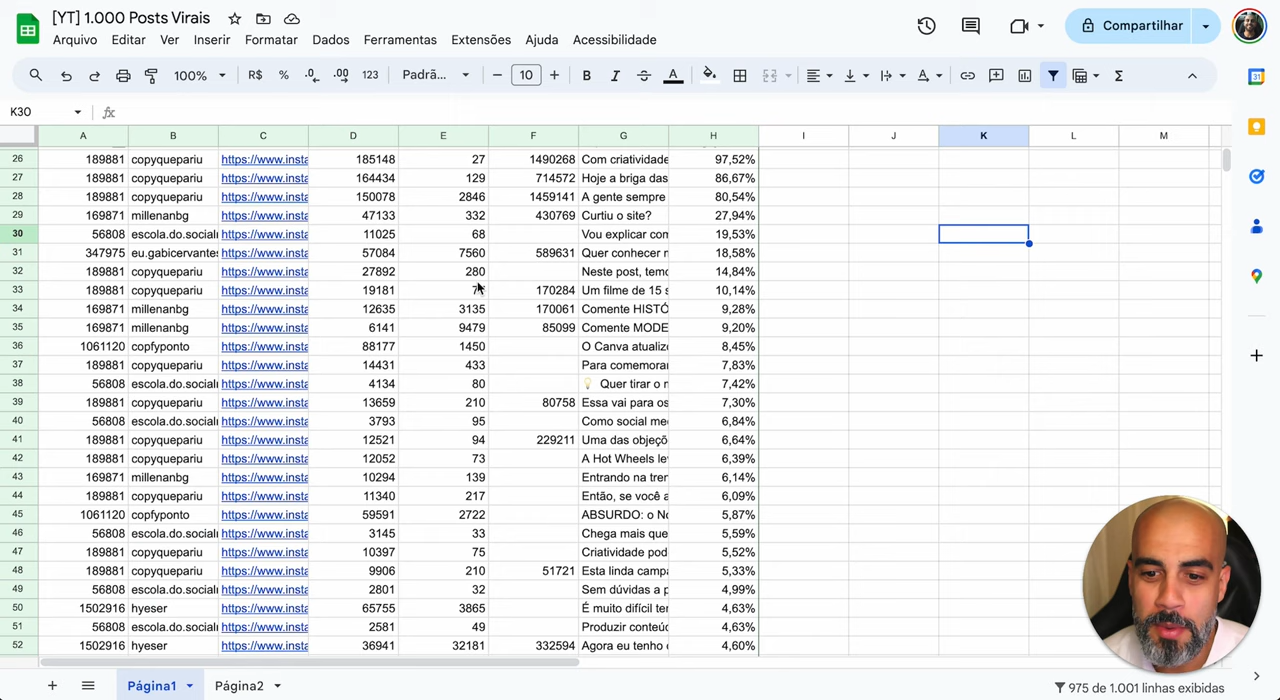 [YT] 1.000 Posts Virais
Arquivo Editar Ver Inserir Formatar Dados Ferramentas Extensões Ajuda Acessibilidade
Compartilhar
100% R$ % .0 .00 123 Padrã... 10 B I A Σ
K30 fx
A B C D E F G H I J K L M
26 189881 copyquepariu https://www.insta 185148 27 1490268 Com criatividade 97,52%
27 189881 copyquepariu https://www.insta 164434 129 714572 Hoje a briga das 86,67%
28 189881 copyquepariu https://www.insta 150078 2846 1459141 A gente sempre 80,54%
29 169871 millenanbg https://www.insta 47133 332 430769 Curtiu o site? 27,94%
30 56808 escola.do.social https://www.insta 11025 68 Vou explicar com 19,53%
31 347975 eu.gabicervantes https://www.insta 57084 7560 589631 Quer conhecer 18,58%
32 189881 copyquepariu https://www.insta 27892 280 Neste post, temo 14,84%
33 189881 copyquepariu https://www.insta 19181 170284 Um filme de 15 s 10,14%
34 169871 millenanbg https://www.insta 12635 3135 170061 Comente HISTÓ 9,28%
35 169871 millenanbg https://www.insta 6141 9479 85099 Comente MODE 9,20%
36 1061120 copfyponto https://www.insta 88177 1450 O Canva atualizo 8,45%
37 189881 copyquepariu https://www.insta 14431 433 Para comemorar 7,83%
38 56808 escola.do.social https://www.insta 4134 80 💡 Quer tirar o 7,42%
39 189881 copyquepariu https://www.insta 13659 210 80758 Essa vai para os 7,30%
40 56808 escola.do.social https://www.insta 3793 95 Como social me 6,84%
41 189881 copyquepariu https://www.insta 12521 94 229211 Uma das objeçõ 6,64%
42 189881 copyquepariu https://www.insta 12052 73 A Hot Wheels le 6,39%
43 169871 millenanbg https://www.insta 10294 139 Entrando na tren 6,14%
44 189881 copyquepariu https://www.insta 11340 217 Então, se você a 6,09%
45 1061120 copfyponto https://www.insta 59591 2722 ABSURDO: o No 5,87%
46 56808 escola.do.social https://www.insta 3145 33 Chega mais que 5,59%
47 189881 copyquepariu https://www.insta 10397 75 Criatividade pod 5,52%
48 189881 copyquepariu https://www.insta 9906 210 51721 Esta linda campa 5,33%
49 56808 escola.do.social https://www.insta 2801 32 Sem dúvidas a p 4,99%
50 1502916 hyeser https://www.insta 65755 3865 É muito difícil ter 4,63%
51 56808 escola.do.social https://www.insta 2581 49 Produzir conteúc 4,63%
52 1502916 hyeser https://www.insta 36941 32181 332594 Agora eu tenho 4,60%
Página1 Página2 975 de 1.001 linhas exibidas